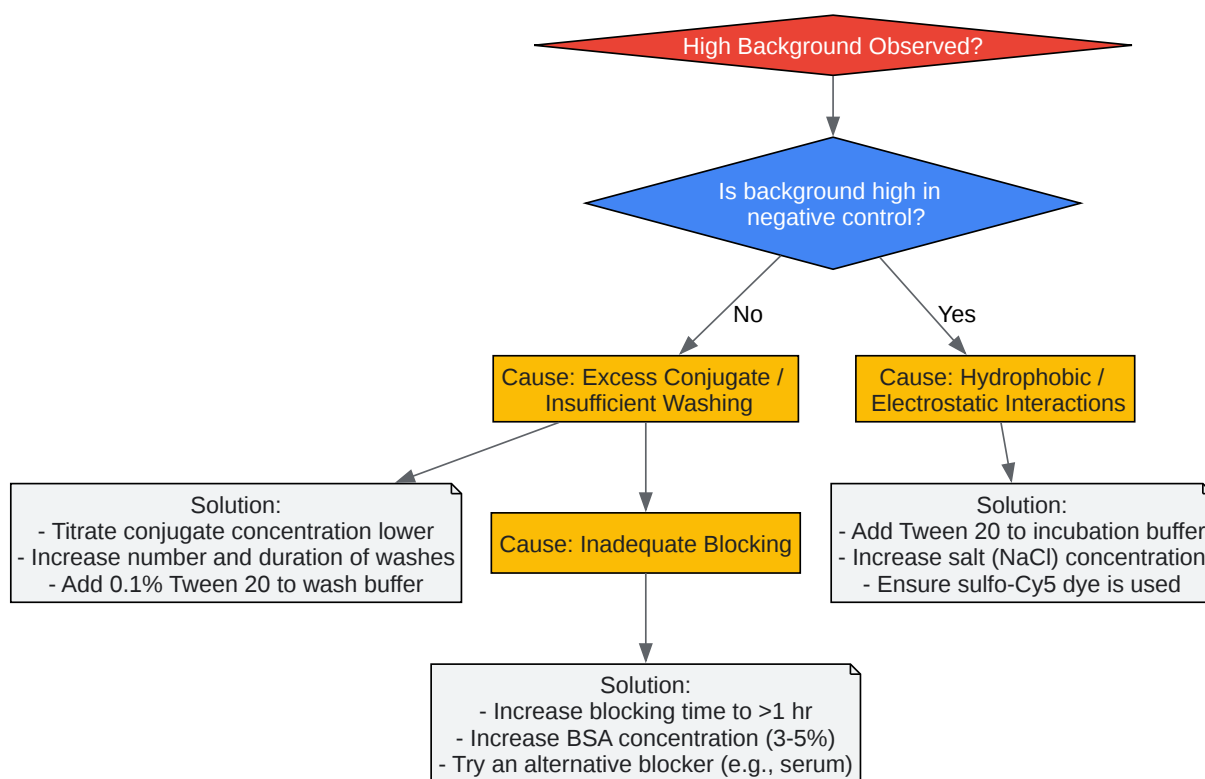 High Background Observed?
Is background high in
negative control?
No
Yes
Cause: Excess Conjugate /
Insufficient Washing
Cause: Hydrophobic /
Electrostatic Interactions
Solution:
- Titrate conjugate concentration lower
- Increase number and duration of washes
- Add 0.1% Tween 20 to wash buffer
Cause: Inadequate Blocking
Solution:
- Add Tween 20 to incubation buffer
- Increase salt (NaCl) concentration
- Ensure sulfo-Cy5 dye is used
Solution:
- Increase blocking time to >1 hr
- Increase BSA concentration (3-5%)
- Try an alternative blocker (e.g., serum)